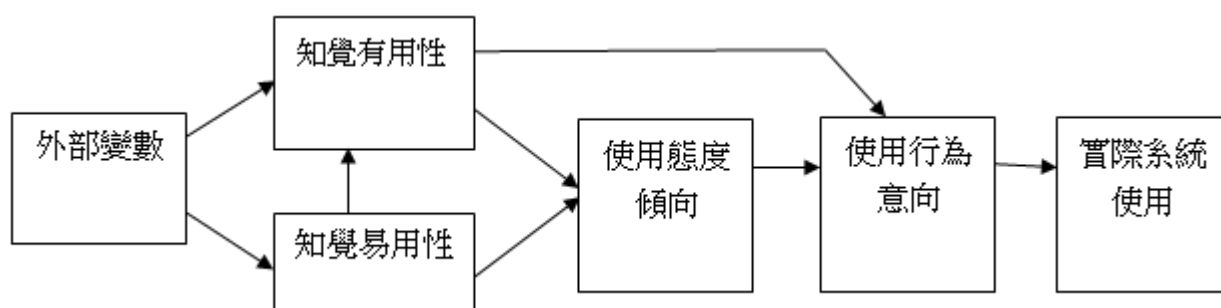 外部變數
知覺有用性
知覺易用性
使用態度
傾向
使用行為
意向
實際系統
使用